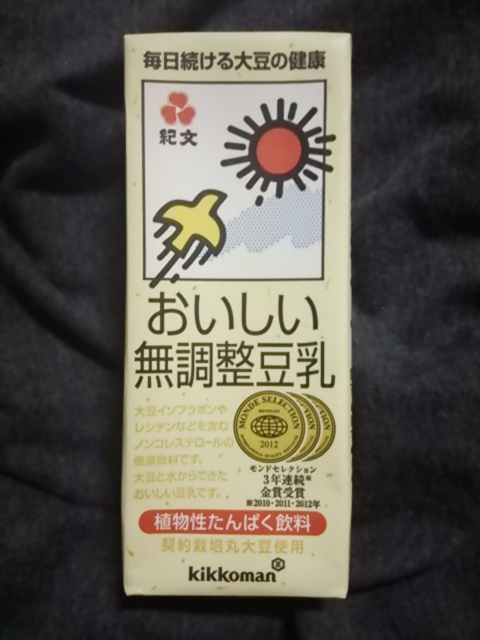 毎日続ける大豆の健康
紀文
おいしい
無調整豆乳
大豆イソフラボンや
レシチンなどを含む
ノンコレステロールの
健康飲料です。
大豆と水からできた
おいしい豆乳です。
MONDE SELECTION
BRUXELLES
2012
モンドセレクション
3年連続※
金賞受賞
※2010・2011・2012年
植物性たんぱく飲料
契約栽培丸大豆使用
kikkoman